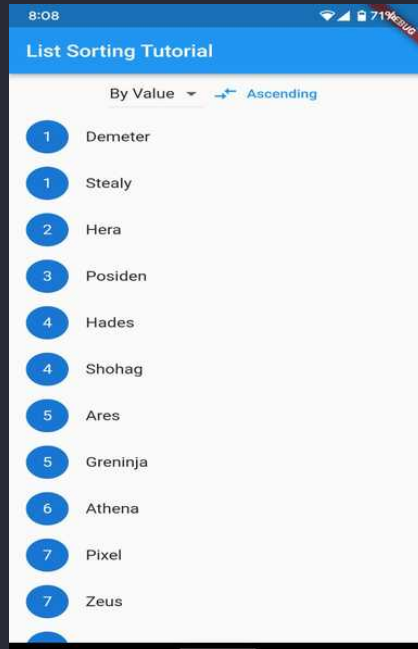 8:08 71% DEBUG
List Sorting Tutorial
By Value Ascending
1 Demeter
1 Stealy
2 Hera
3 Posiden
4 Hades
4 Shohag
5 Ares
5 Greninja
6 Athena
7 Pixel
7 Zeus